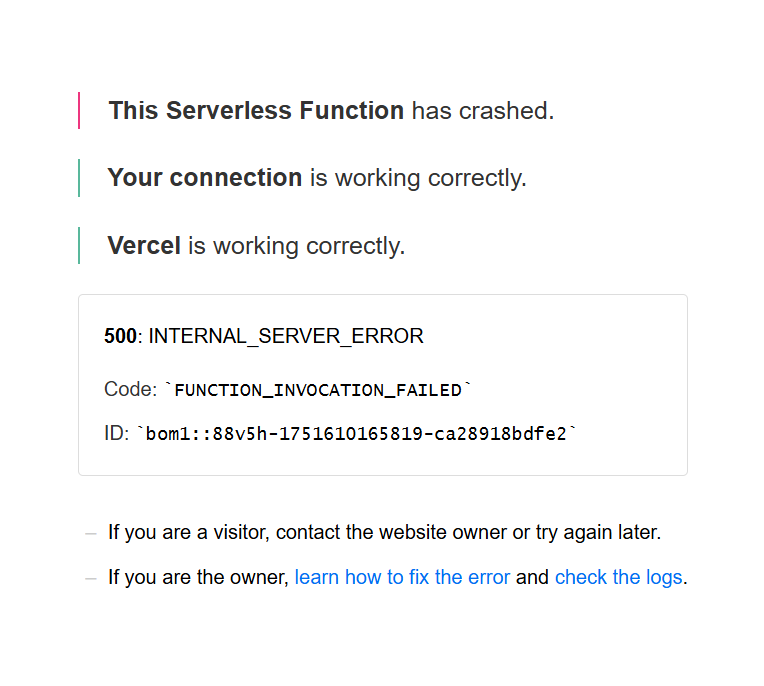 This Serverless Function has crashed.
Your connection is working correctly.
Vercel is working correctly.
500: INTERNAL_SERVER_ERROR
Code: `FUNCTION_INVOCATION_FAILED`
ID: `bom1::88v5h-1751610165819-ca28918bdfe2`
– If you are a visitor, contact the website owner or try again later.
– If you are the owner, learn how to fix the error and check the logs.